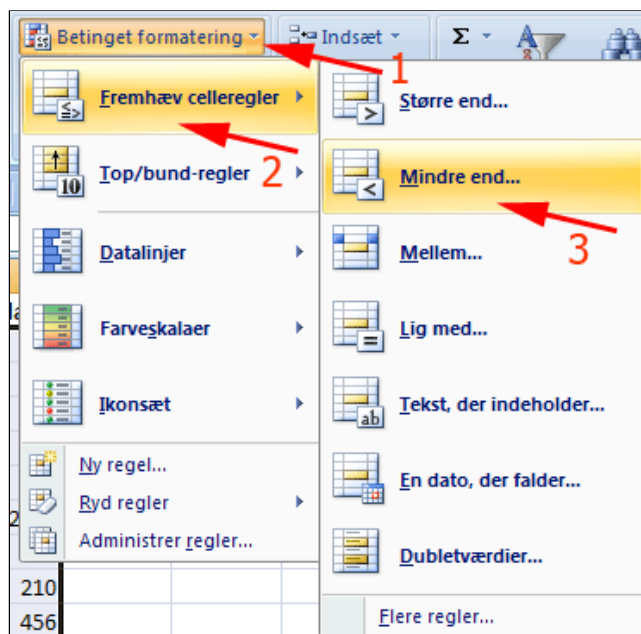 Betinget formatering
Indsæt
Σ
1
Fremhæv celleregler
2
Top/bund-regler
Datalinjer
Farveskalaer
Ikonsæt
Ny regel...
Ryd regler
Administrer regler...
Større end...
Mindre end...
3
Mellem...
Lig med...
Tekst, der indeholder...
En dato, der falder...
Dubletværdier...
Flere regler...
210
456